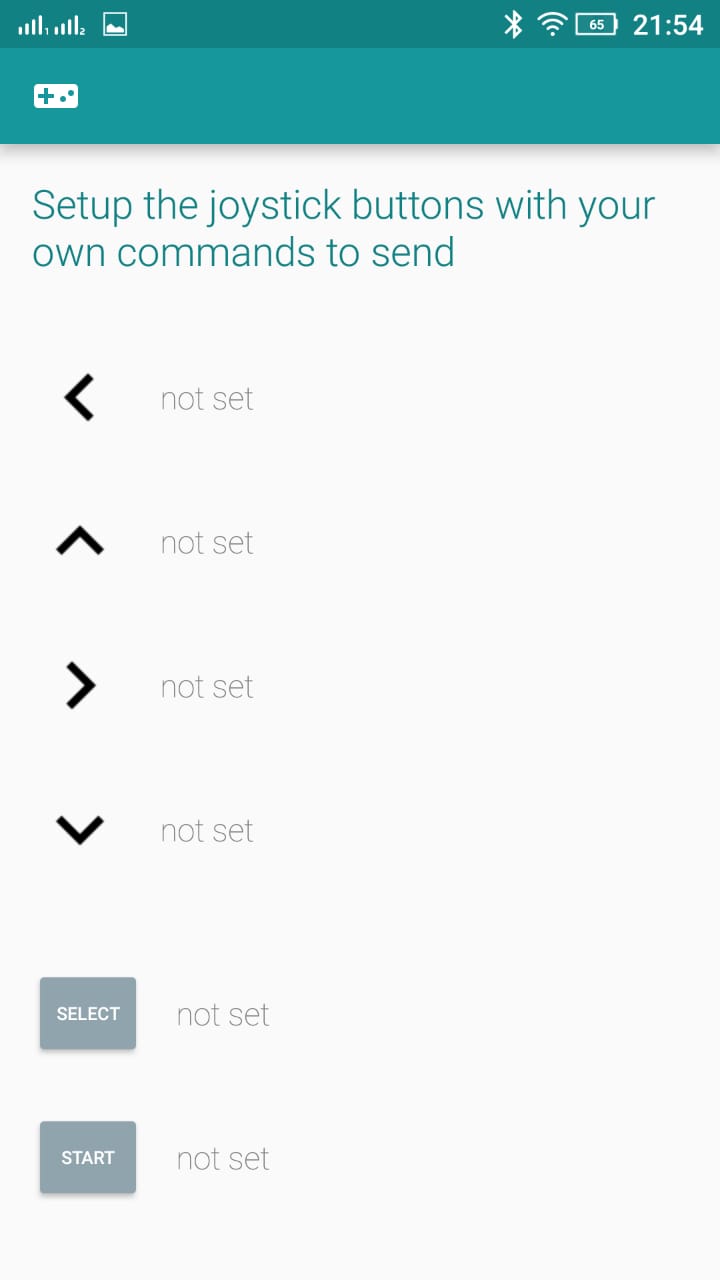 65 21:54
Setup the joystick buttons with your
own commands to send
not set
not set
not set
not set
SELECT not set
START not set